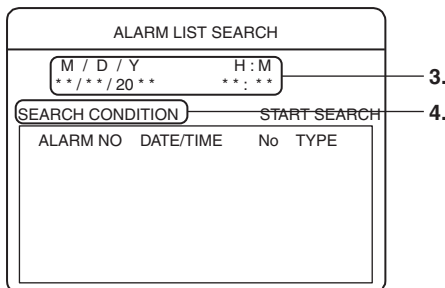 ALARM LIST SEARCH
M / D / Y H : M
* * / * * / 20 * * * * : * *
3.
SEARCH CONDITION START SEARCH
4.
ALARM NO DATE/TIME No TYPE